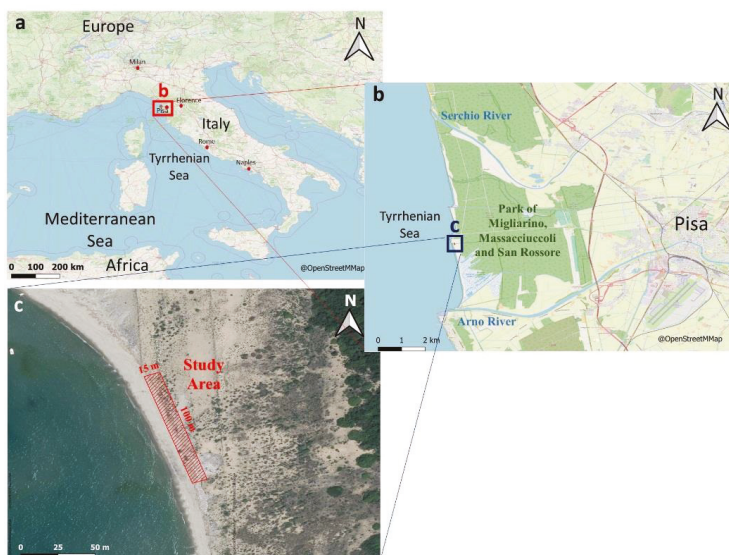 a
Europe
N
Milan
b
Pisa
Florence
Italy
Rome
Tyrrhenian
Sea
Naples
Mediterranean
Sea
Africa
0 100 200 km
@OpenStreetMMap
b
N
Serchio River
Tyrrhenian
Sea
c
Park of
Migliarino,
Massacciuccoli
and San Rossore
Pisa
Arno River
0 1 2 km
@OpenStreetMMap
c
N
Study
Area
15 m
100 m
0 25 50 m